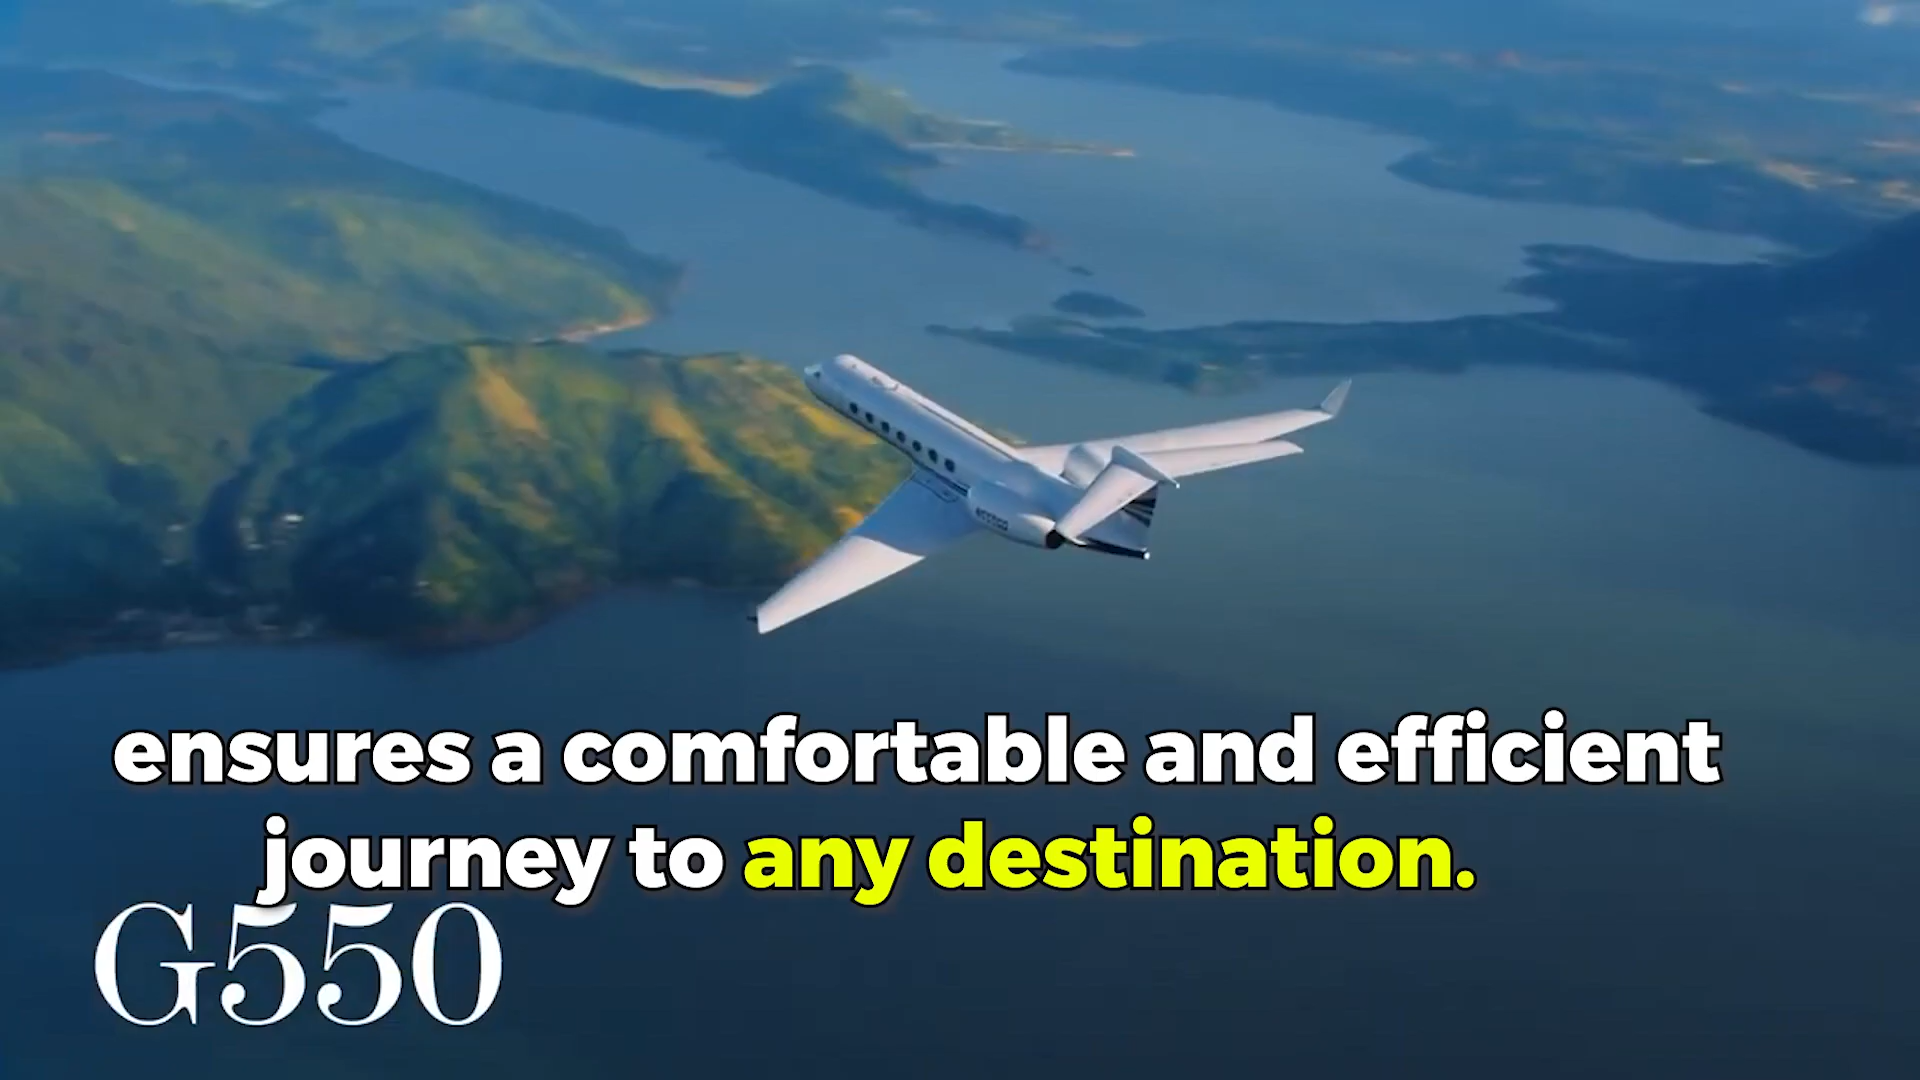 ensures a comfortable and efficient
journey to any destination.
G550